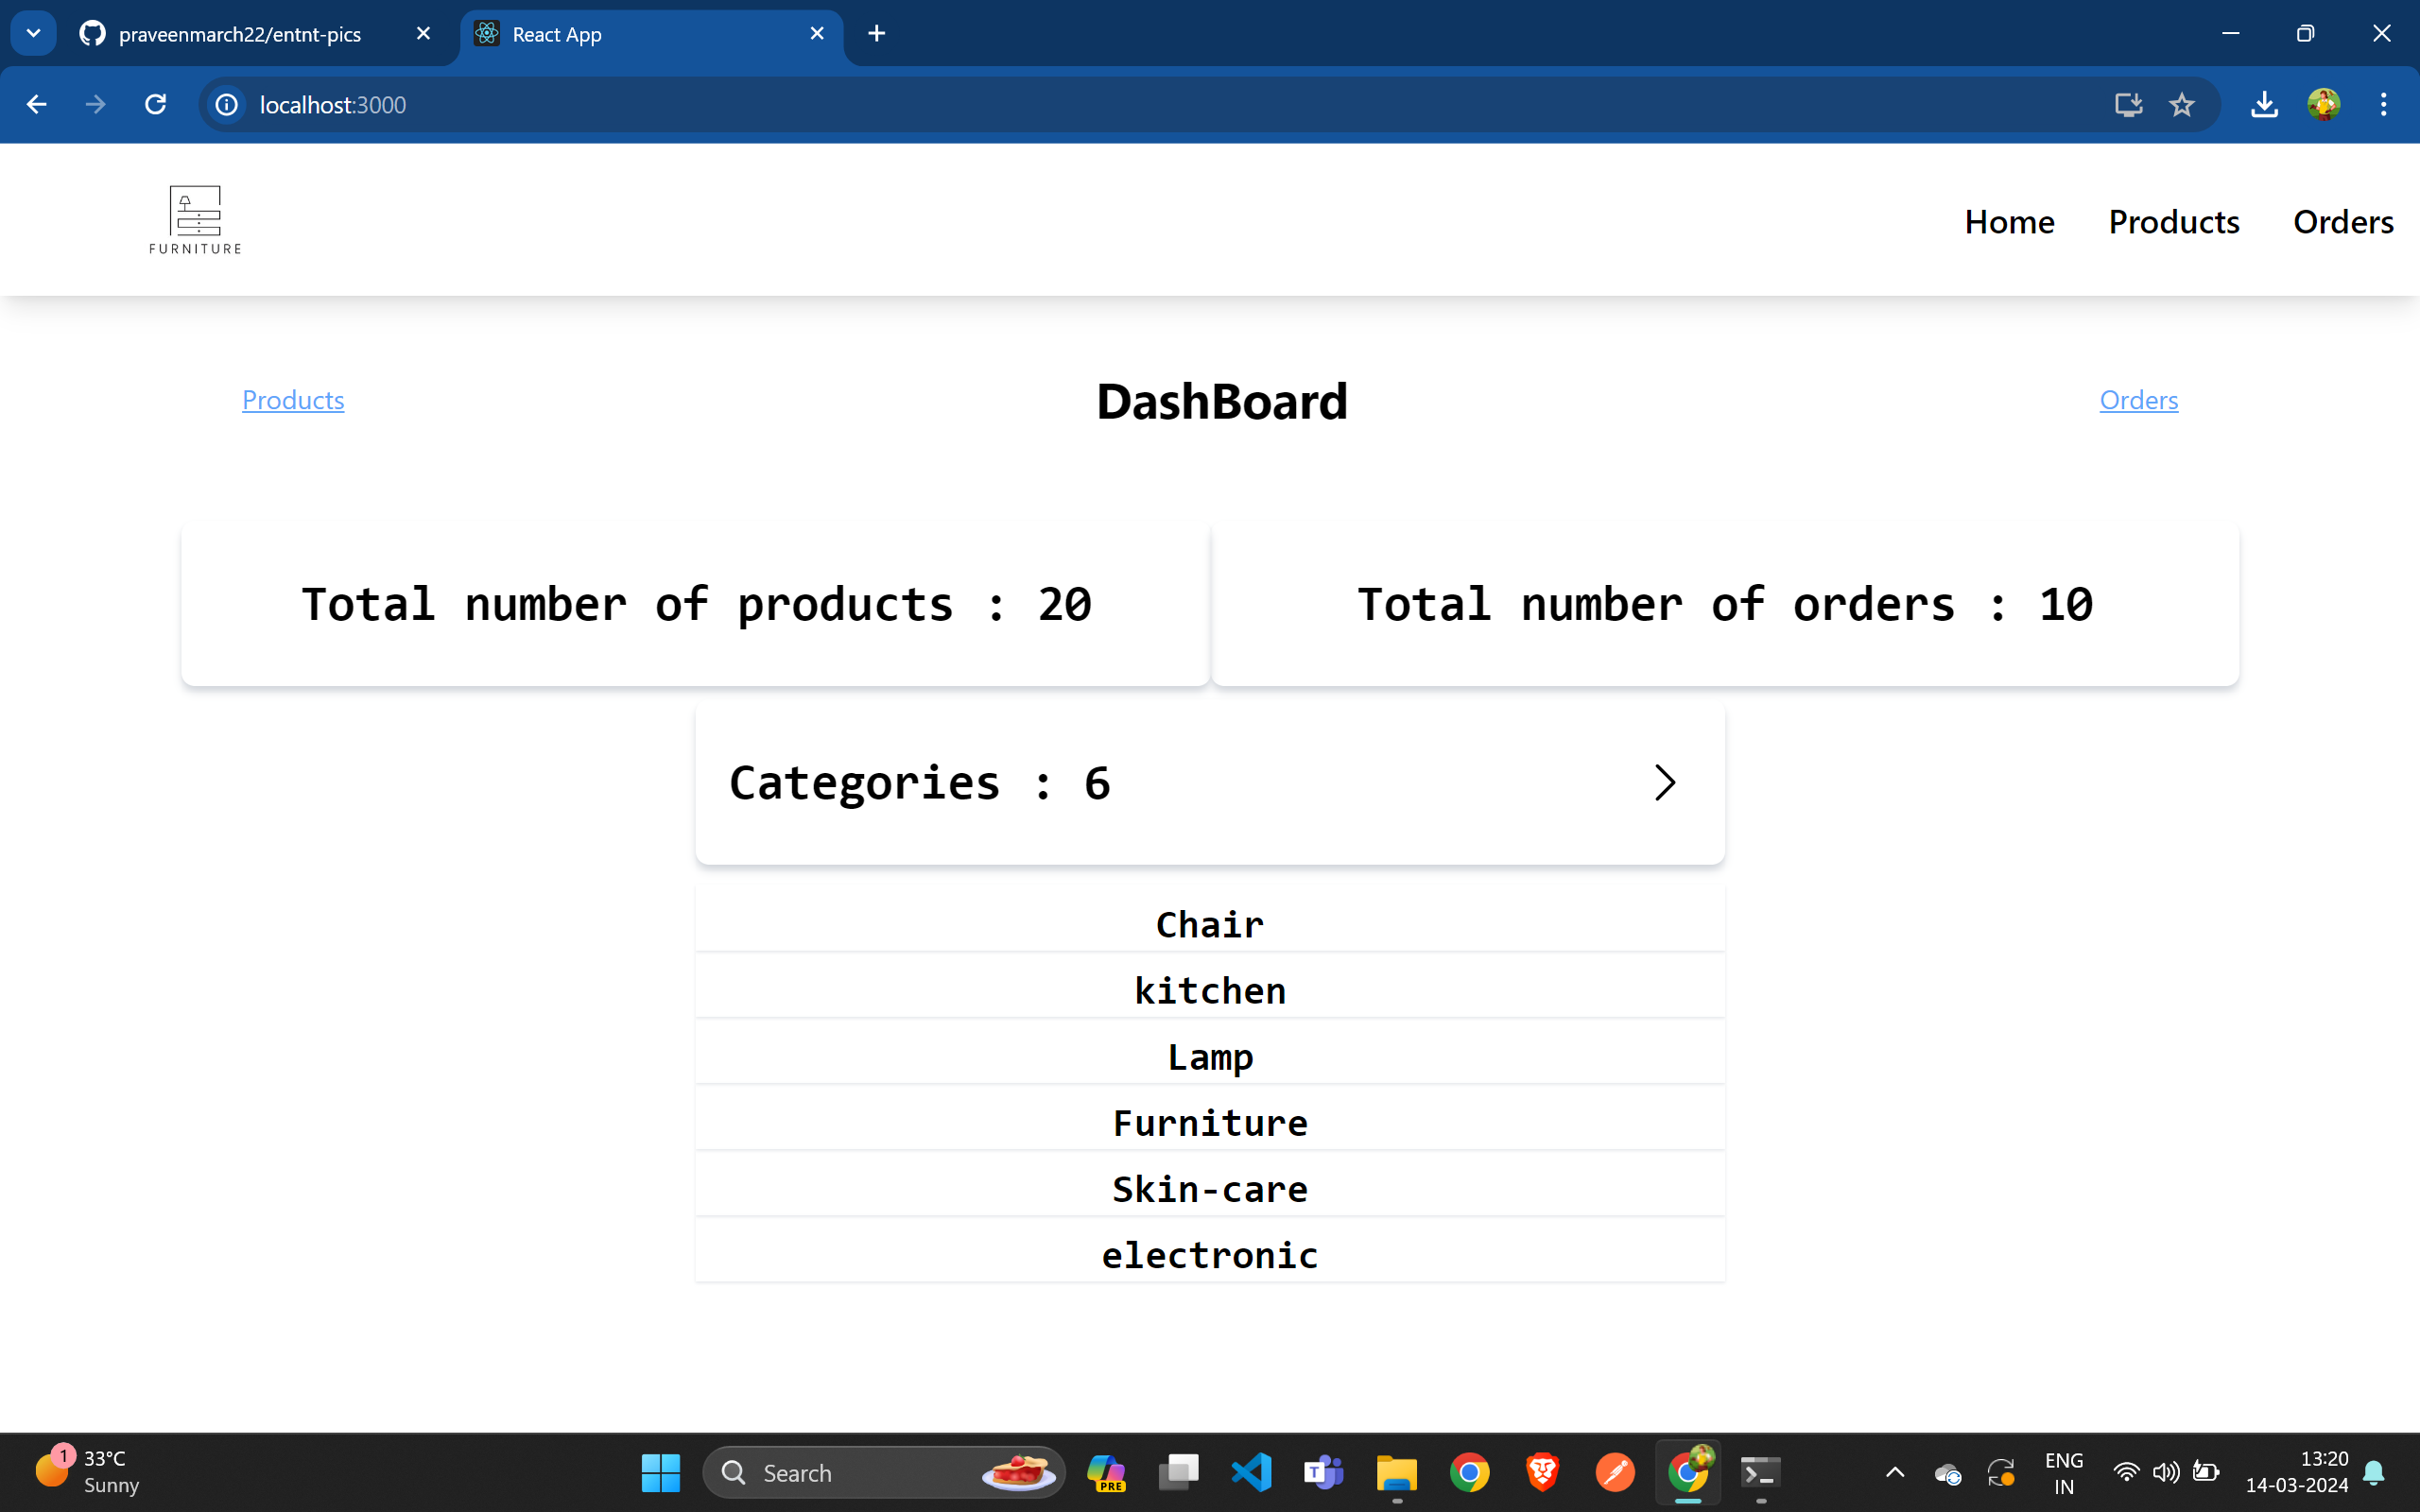 praveenmarch22/entnt-pics
React App
localhost:3000
FURNITURE
Home Products Orders
Products
DashBoard
Orders
Total number of products : 20
Total number of orders : 10
Categories : 6
Chair
kitchen
Lamp
Furniture
Skin-care
electronic
1
33°C
Sunny
Search
PRE
T
ENG
IN
13:20
14-03-2024